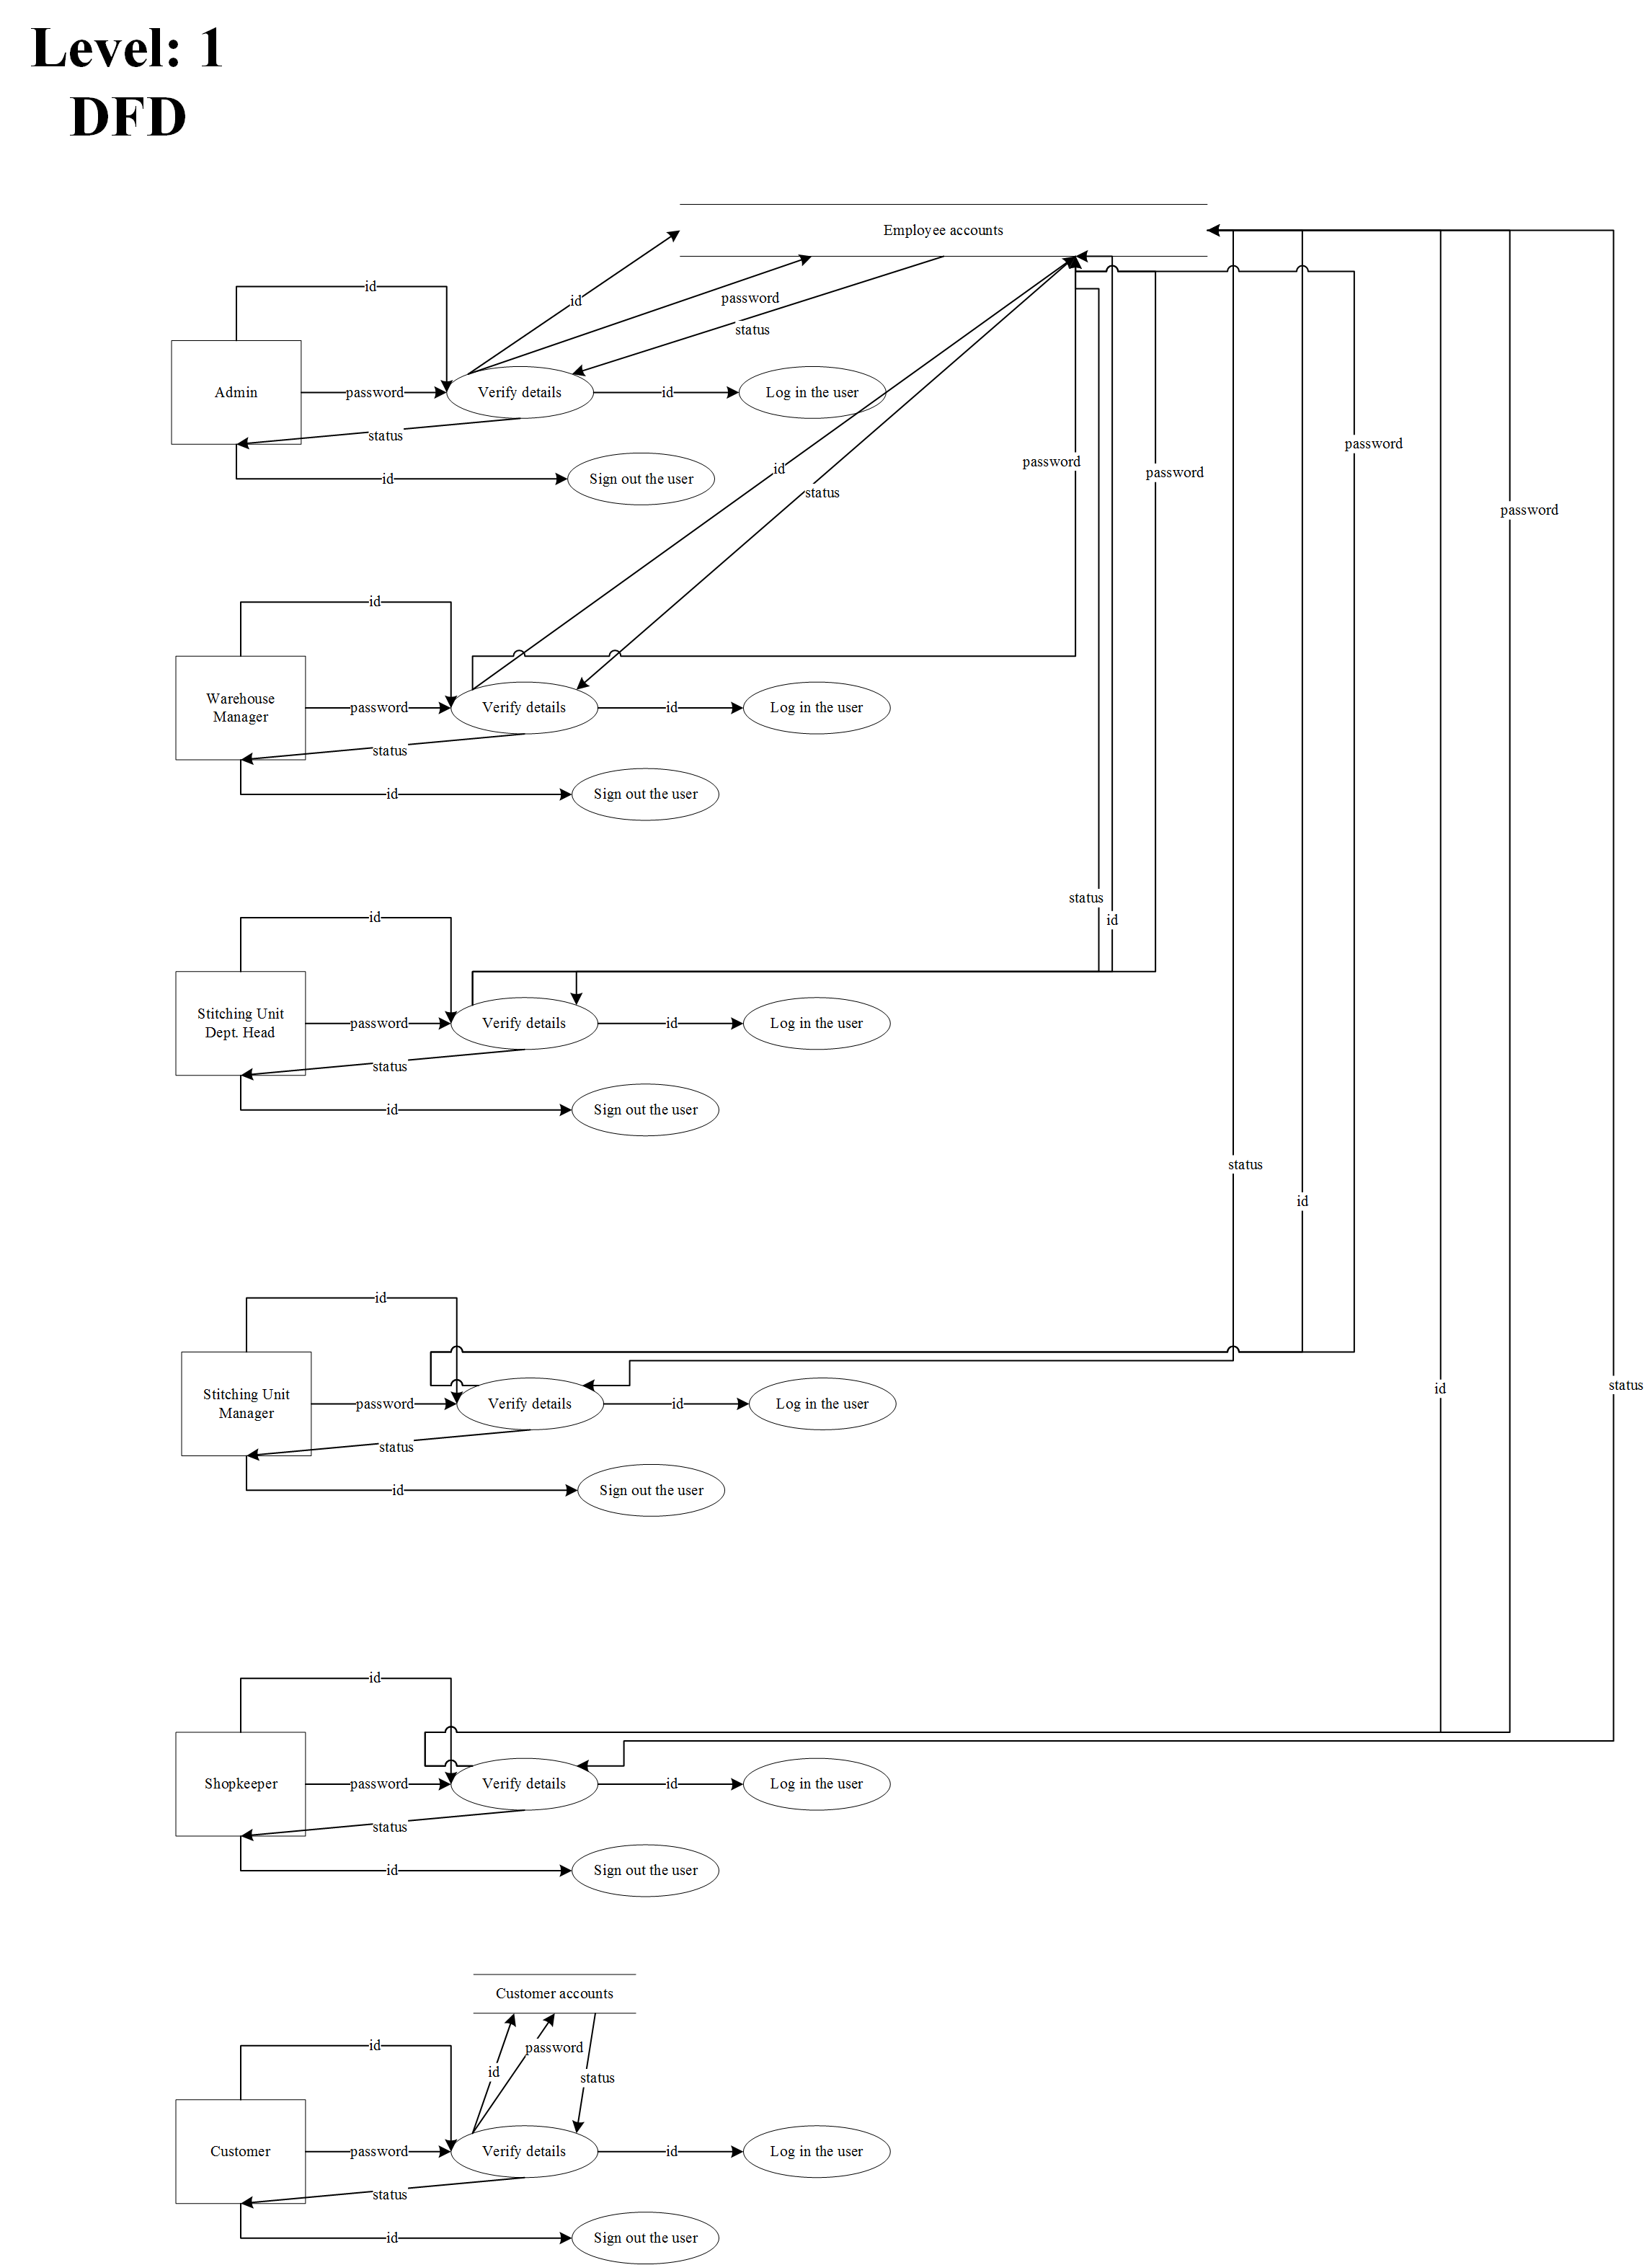 Level: 1
DFD
Employee accounts
id
id
password
status
Admin
password
Verify details
id
Log in the user
status
id
Sign out the user
id
status
password
password
password
password
id
Warehouse
Manager
password
Verify details
id
Log in the user
status
id
Sign out the user
status
id
id
Stitching Unit
Dept. Head
password
Verify details
id
Log in the user
status
id
Sign out the user
status
id
id
Stitching Unit
Manager
password
Verify details
id
Log in the user
status
id
Sign out the user
id
status
id
Shopkeeper
password
Verify details
id
Log in the user
status
id
Sign out the user
Customer accounts
id
password
id
status
Customer
password
Verify details
id
Log in the user
status
id
Sign out the user